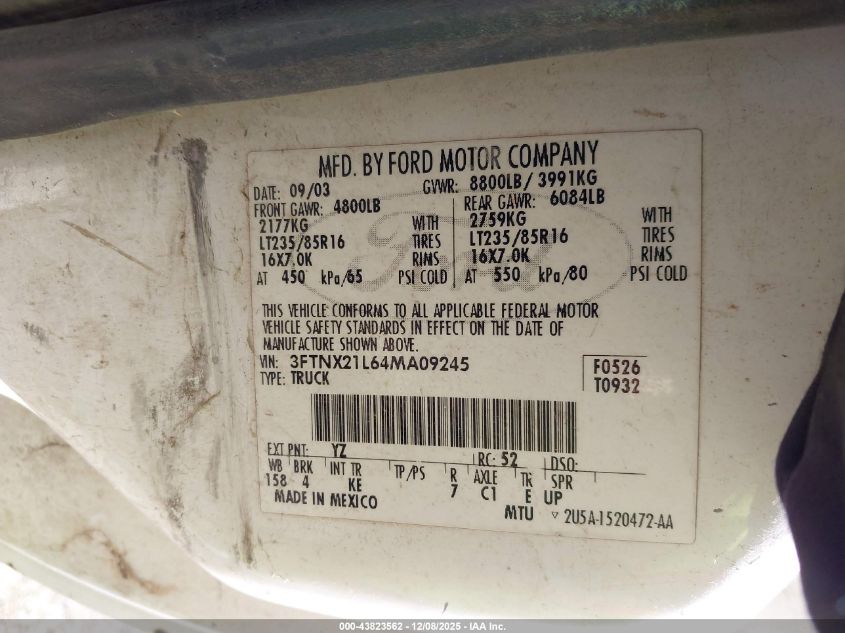 MFD. BY FORD MOTOR COMPANY
DATE: 09/03 GVWR: 8800LB/ 3991KG
FRONT GAWR: 4800LB REAR GAWR: 6084LB
2177KG WITH 2759KG WITH
LT235/85R16 TIRES LT235/85R16 TIRES
16X7.0K RIMS 16X7.0K RIMS
AT 450 kPa/65 PSI COLD AT 550 kPa/80 PSI COLD
Ford
THIS VEHICLE CONFORMS TO ALL APPLICABLE FEDERAL MOTOR
VEHICLE SAFETY STANDARDS IN EFFECT ON THE DATE OF
MANUFACTURE SHOWN ABOVE.
VIN: 3FTNX21L64MA09245 F0526
TYPE: TRUCK T0932
EXT PNT: YZ RC: 52 DSO:
WB BRK INT TR TP/PS R AXLE TR SPR
158 4 KE 7 C1 E UP
MADE IN MEXICO MTU ▽ 2U5A-1520472-AA
000-43823562 - 12/08/2025 - IAA Inc.